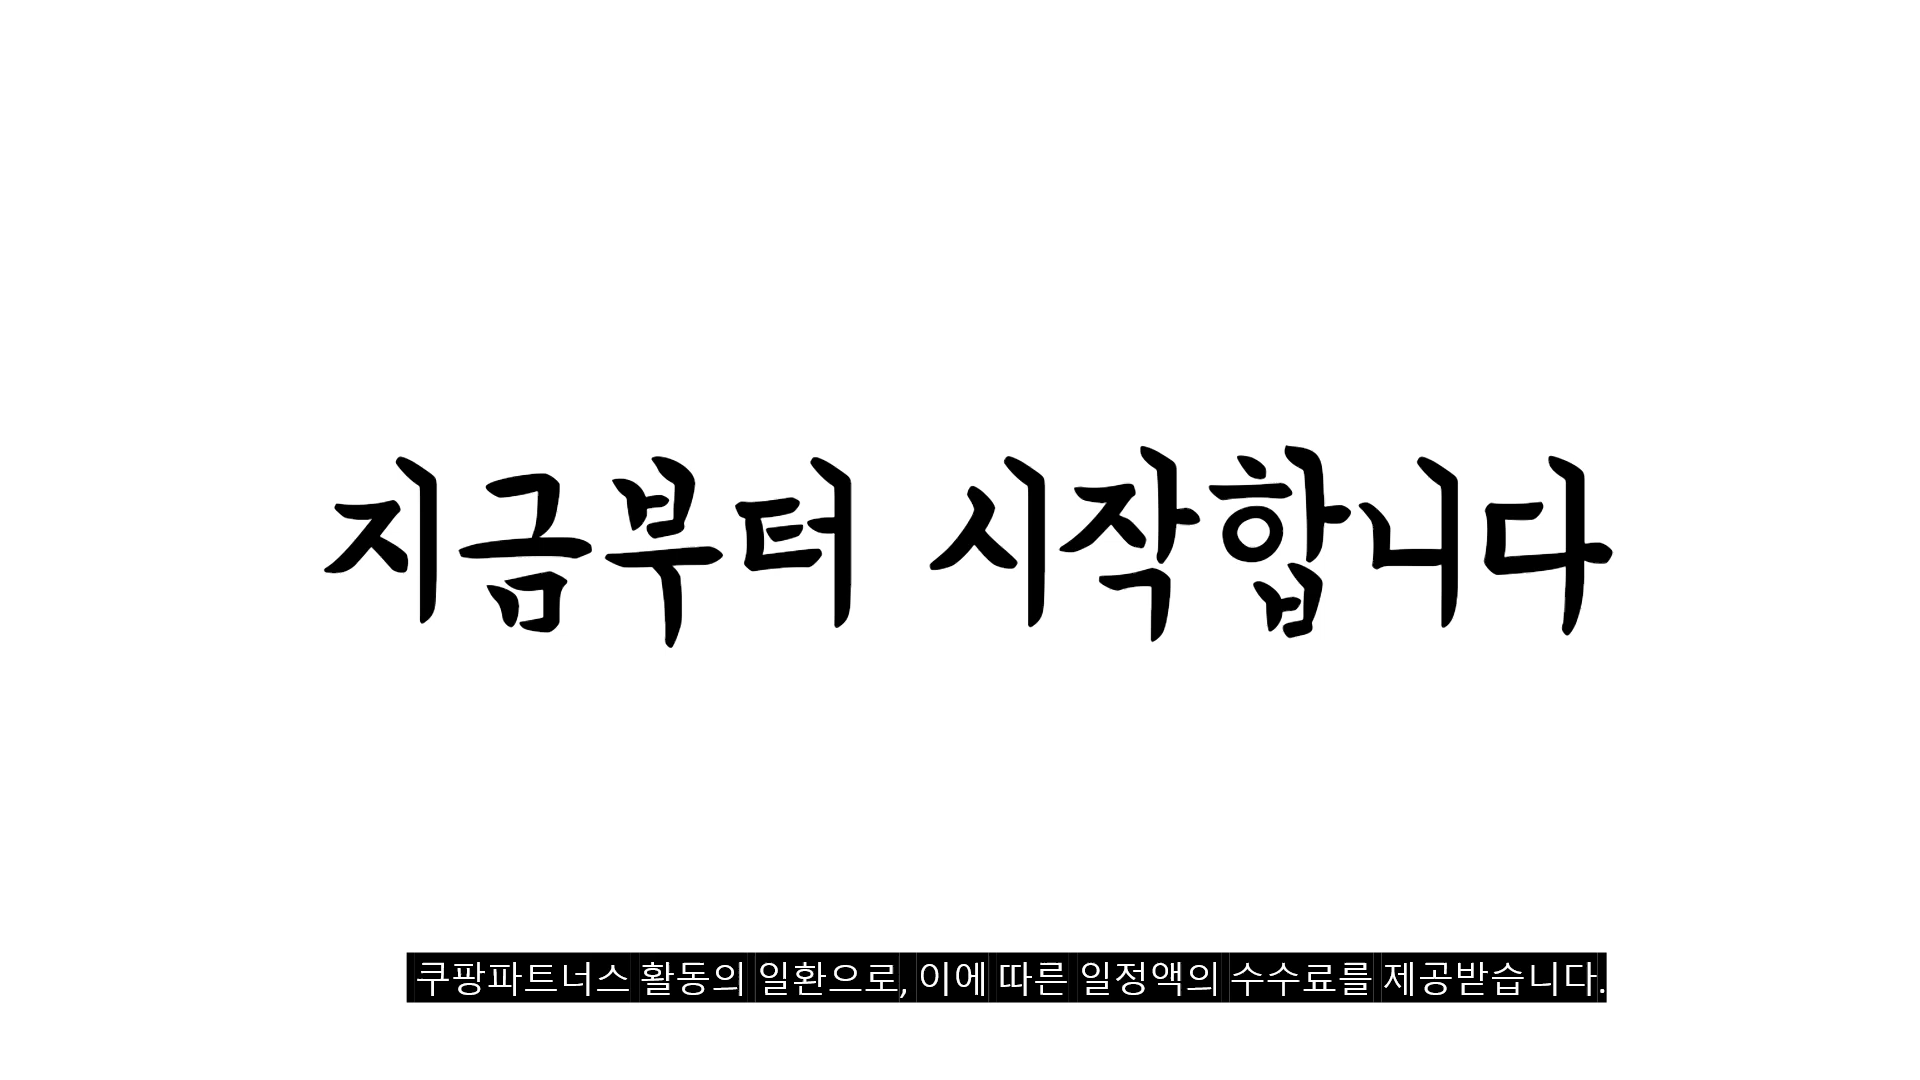 지금부터 시작합니다
쿠팡파트너스 활동의 일환으로, 이에 따른 일정액의 수수료를 제공받습니다.